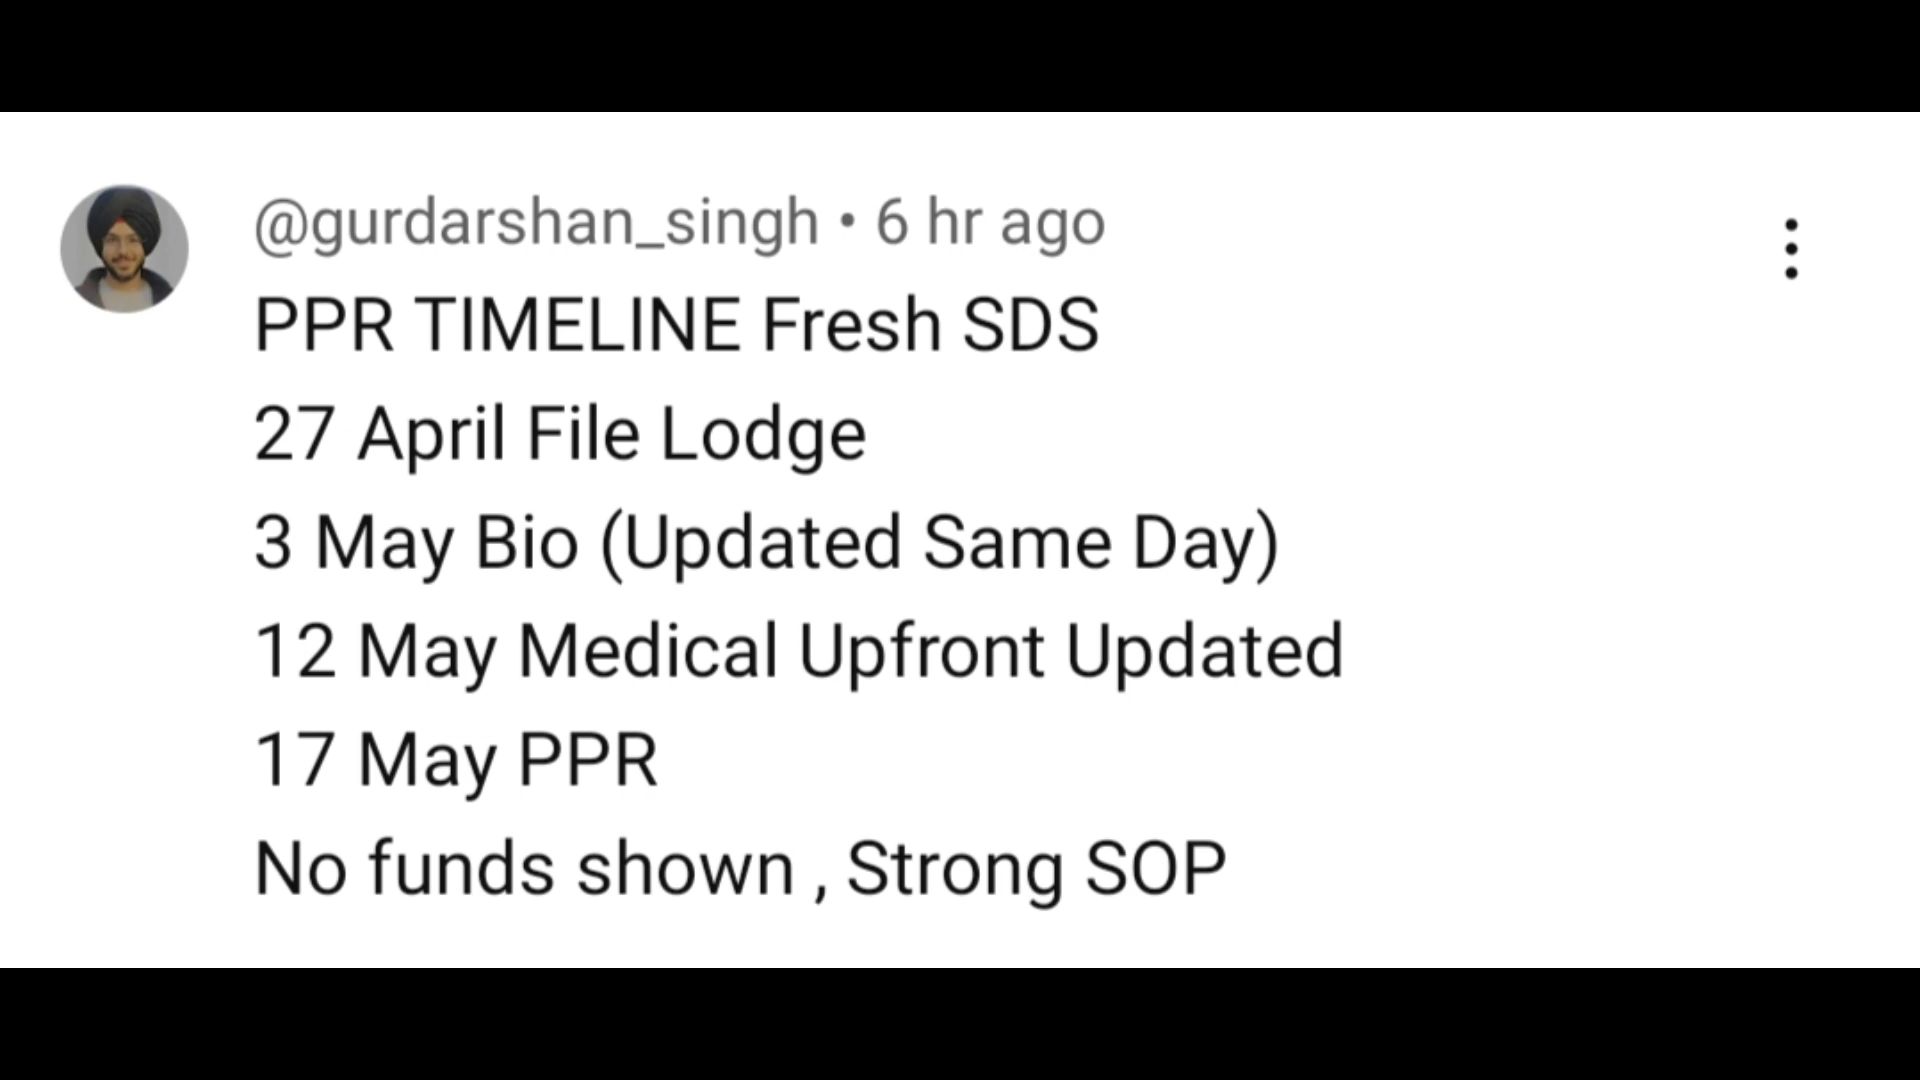 @gurdarshan_singh • 6 hr ago
PPR TIMELINE Fresh SDS
27 April File Lodge
3 May Bio (Updated Same Day)
12 May Medical Upfront Updated
17 May PPR
No funds shown , Strong SOP